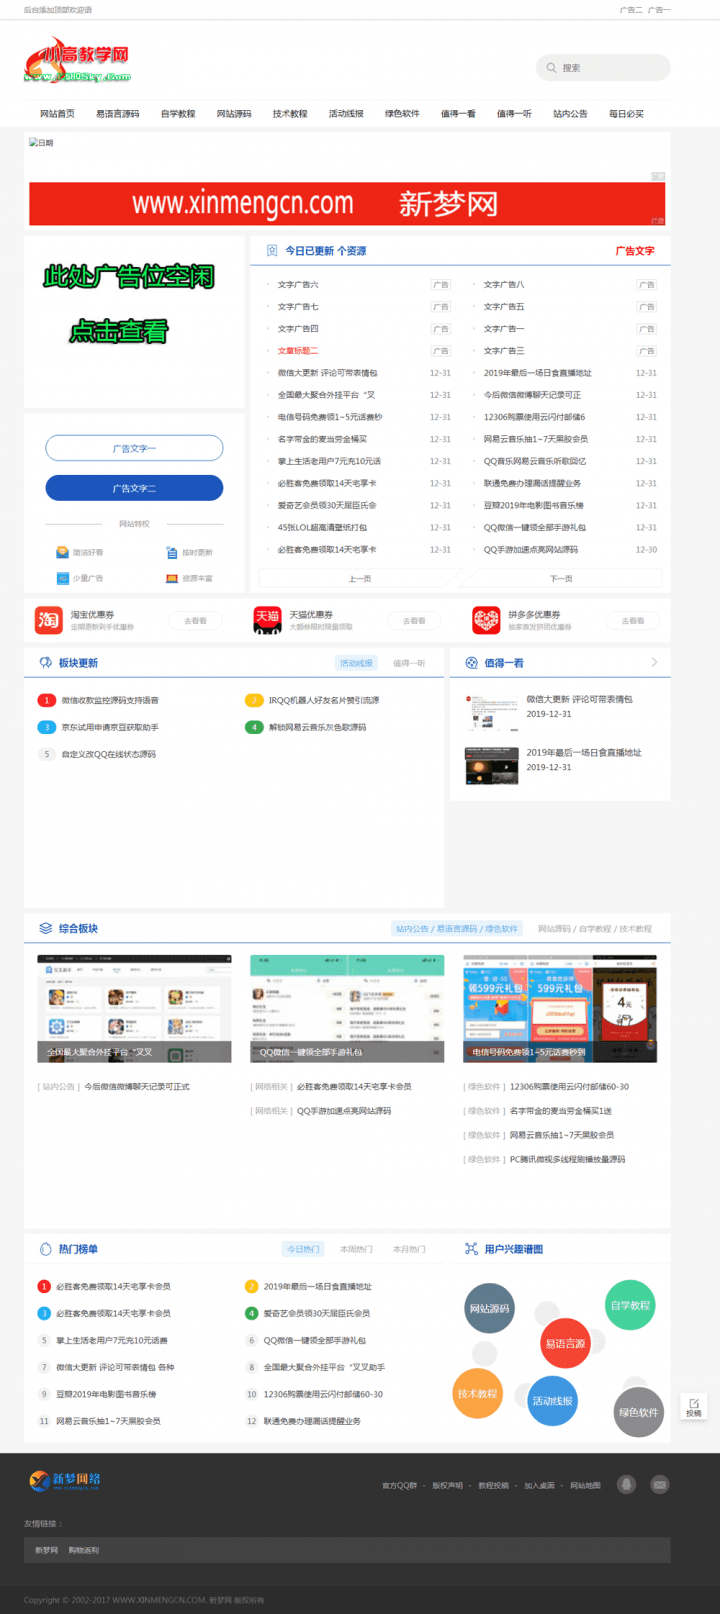 后台添加顶部欢迎语
广告二 广告一
小高教学网
搜索
网站首页 易语言源码 自学教程 网站源码 技术教程 活动线报 绿色软件 值得一看 值得一听 站内公告 每日必买
日期
广告
www.xinmengcn.com 新梦网
广告
此处广告位空闲
点击查看
今日已更新 个资源
广告文字
文字广告六 广告
文字广告八 广告
文字广告七 广告
文字广告五 广告
文字广告四 广告
文字广告一 广告
文章标题二 广告
文字广告三 广告
微信大更新 评论可带表情包 12-31
2019年最后一场日食直播地址 12-31
全国最大聚合外挂平台“又 12-31
今后微信微博聊天记录可正 12-31
电信号码免费领1~5元话费秒 12-31
12306购票使用云闪付邮储6 12-31
名字带金的麦当劳金桶买 12-31
网易云音乐抽1~7天黑胶会员 12-31
掌上生活老用户7元充10元话 12-31
QQ音乐网易云音乐听歌回忆 12-31
必胜客免费领取14天宅享卡 12-31
联通免费办理漏话提醒业务 12-31
爱奇艺会员领30天屈臣氏会 12-31
豆瓣2019年电影图书音乐榜 12-31
45张LOL超高清壁纸打包 12-31
QQ微信一键领全部手游礼包 12-31
必胜客免费领取14天宅享卡 12-31
QQ手游加速点亮网站源码 12-30
上一页
下一页
广告文字一
广告文字二
网站特权
简洁好看
按时更新
少量广告
资源丰富
淘
淘宝优惠券
定期更新到手优惠券
去看看
天猫
天猫优惠券
大额券限时限量领取
去看看
拼多多优惠券
独家首发拼团优惠券
去看看
板块更新
活动线报 值得一听
1 微信收款监控源码支持语音
2 IRQQ机器人好友名片赞引流源
3 京东试用申请京豆获取助手
4 解锁网易云音乐灰色歌源码
5 自定义改QQ在线状态源码
值得一看
微信大更新 评论可带表情包
2019-12-31
2019年最后一场日食直播地址
2019-12-31
综合板块
站内公告 / 易语言源码 / 绿色软件
网站源码 / 自学教程 / 技术教程
全国最大聚合外挂平台“又又
QQ微信一键领全部手游礼包
领599元礼包
599元礼包
4元
电信号码免费领1~5元话费秒到
[ 站内公告 ] 今后微信微博聊天记录可正式
[ 网络相关 ] 必胜客免费领取14天宅享卡会员
[ 网络相关 ] QQ手游加速点亮网站源码
[ 绿色软件 ] 12306购票使用云闪付邮储60-30
[ 绿色软件 ] 名字带金的麦当劳金桶买1送
[ 绿色软件 ] 网易云音乐抽1~7天黑胶会员
[ 绿色软件 ] PC腾讯微视多线程刷播放量源码
热门榜单
今日热门 本周热门 本月热门
1 必胜客免费领取14天宅享卡会员
2 2019年最后一场日食直播地址
3 必胜客免费领取14天宅享卡会员
4 爱奇艺会员领30天屈臣氏会员
5 掌上生活老用户7元充10元话费
6 QQ微信一键领全部手游礼包
7 微信大更新 评论可带表情包 各种
8 全国最大聚合外挂平台“又又助手
9 豆瓣2019年电影图书音乐榜
10 12306购票使用云闪付邮储60-30
11 网易云音乐抽1~7天黑胶会员
12 联通免费办理漏话提醒业务
用户兴趣谱图
网站源码
自学教程
易语言源
技术教程
活动线报
绿色软件
投稿
新梦网络
官方QQ群 - 版权声明 - 教程投稿 - 加入桌面 - 网站地图
友情链接：
新梦网 购物返利
Copyright © 2002-2017 WWW.XINMENGCN.COM. 新梦网 版权所有